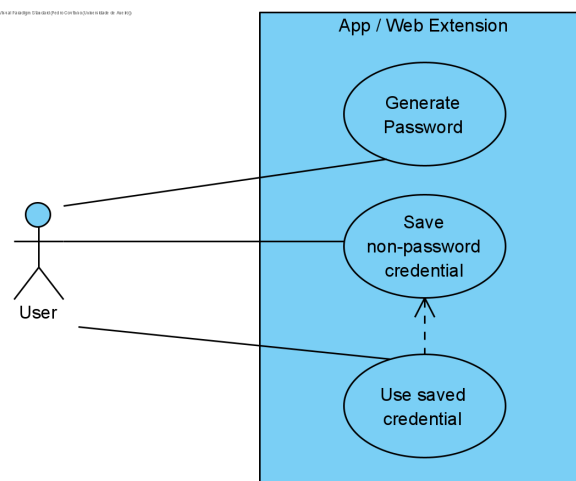 App / Web Extension
Generate
Password
Save
non-password
credential
User
Use saved
credential